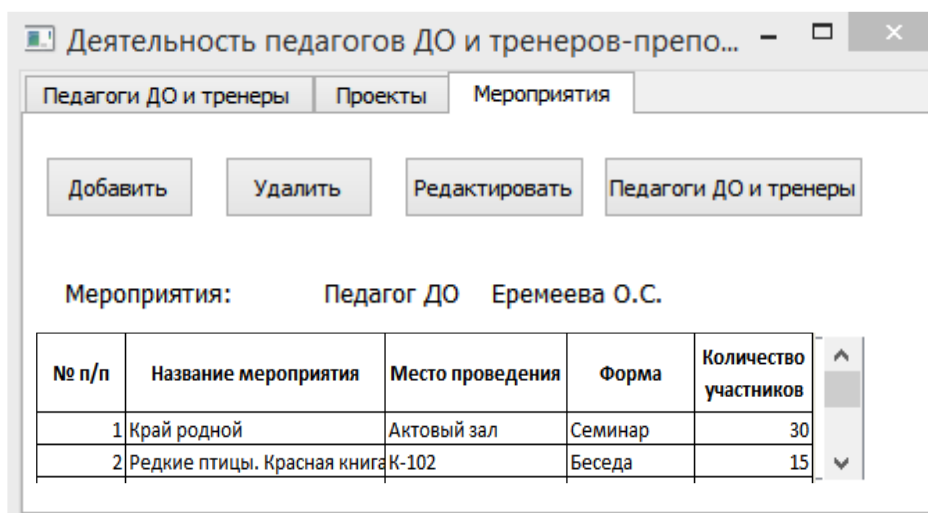 Деятельность педагогов ДО и тренеров-препо...
Педагоги ДО и тренеры Проекты Мероприятия
Добавить Удалить Редактировать Педагоги ДО и тренеры
Мероприятия: Педагог ДО Еремеева О.С.
№ п/п Название мероприятия Место проведения Форма Количество участников
1 Край родной Актовый зал Семинар 30
2 Редкие птицы. Красная книга К-102 Беседа 15